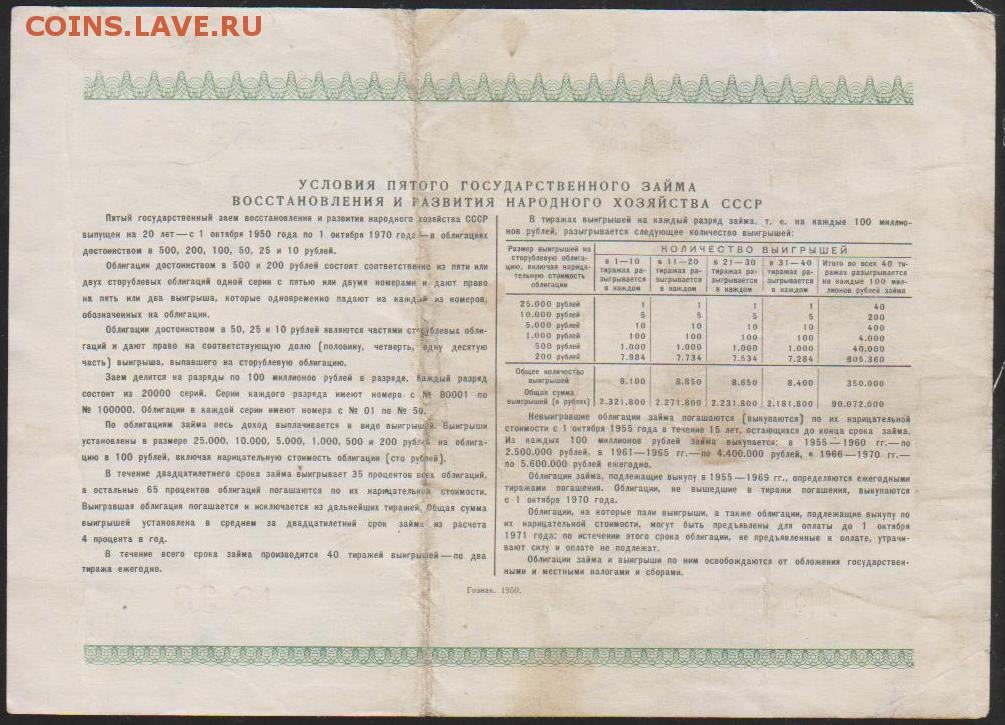 COINS.LAVE.RU
УСЛОВИЯ ПЯТОГО ГОСУДАРСТВЕННОГО ЗАЙМА
ВОССТАНОВЛЕНИЯ И РАЗВИТИЯ НАРОДНОГО ХОЗЯЙСТВА СССР
Пятый государственный заем восстановления и развития народного хозяйства СССР
выпущен на 20 лет — с 1 октября 1950 года по 1 октября 1970 года — в облигациях
достоинством в 500, 200, 100, 50, 25 и 10 рублей.
Облигации достоинством в 500 и 200 рублей состоят соответственно из пяти или
двух сторублевых облигаций одной серии с пятью или двумя номерами и дают право
на пять или два выигрыша, которые одновременно падают на каждый из номеров,
обозначенных на облигации.
Облигации достоинством в 50, 25 и 10 рублей являются частями сторублевых обли-
гаций и дают право на соответствующую долю (половину, четверть, одну десятую
часть) выигрыша, выпавшего на сторублевую облигацию.
Заем делится на разряды по 100 миллионов рублей в разряде. Каждый разряд
состоит из 20000 серий. Серии каждого разряда имеют номера с № 80001 по
№ 100000. Облигации в каждой серии имеют номера с № 01 по № 50.
По облигациям займа весь доход выплачивается в виде выигрышей. Выигрыши
установлены в размере 25.000, 10.000, 5.000, 1.000, 500 и 200 рублей на облига-
цию в 100 рублей, включая нарицательную стоимость облигации (сто рублей).
В течение двадцатилетнего срока займа выигрывает 35 процентов всех облигаций,
а остальные 65 процентов облигаций погашаются по их нарицательной стоимости.
Выигравшая облигация погашается и исключается из дальнейших тиражей. Общая сумма
выигрышей установлена в среднем за двадцатилетний срок займа из расчета
4 процента в год.
В течение всего срока займа производится 40 тиражей выигрышей — по два
тиража ежегодно.
В тиражах выигрышей на каждый разряд займа, т. е. на каждые 100 миллио-
нов рублей, разыгрывается следующее количество выигрышей:
Размер выигрышей на
сторублевую облига-
цию, включая нарица-
тельную стоимость
облигации
КОЛИЧЕСТВО ВЫИГРЫШЕЙ
в 1—10
тиражах ра-
зыгрывается
в каждом
в 11—20
тиражах ра-
зыгрывается
в каждом
в 21—30
тиражах ра-
зыгрывается
в каждом
в 31—40
тиражах ра-
зыгрывается
в каждом
Итого во всех 40 ти-
ражах разыгрывается
на каждые 100 мил-
лионов рублей займа
25.000 рублей 1 1 1 1 40
10.000 рублей 5 5 5 5 200
5.000 рублей 10 10 10 10 400
1.000 рублей 100 100 100 100 4.000
500 рублей 1.000 1.000 1.000 1.000 40.000
200 рублей 7.984 7.734 7.534 7.284 305.360
Общее количество
выигрышей 9.100 8.850 8.650 8.400 350.000
Общая сумма
выигрышей (в рублях) 2.321.800 2.271.800 2.231.800 2.181.800 90.072.000
Невыигравшие облигации займа погашаются (выкупаются) по их нарицательной
стоимости с 1 октября 1955 года в течение 15 лет, остающихся до конца срока займа.
Из каждых 100 миллионов рублей займа выкупается: в 1955—1960 гг.—по
2.500.000 рублей, в 1961—1965 гг.— по 4.400.000 рублей, в 1966—1970 гг.—
по 5.600.000 рублей ежегодно.
Облигации займа, подлежащие выкупу в 1955—1969 гг., определяются ежегодными
тиражами погашения. Облигации, не вышедшие в тиражи погашения, выкупаются
с 1 октября 1970 года.
Облигации, на которые пали выигрыши, а также облигации, подлежащие выкупу по
их нарицательной стоимости, могут быть предъявлены для оплаты до 1 октября
1971 года; по истечении этого срока облигации, не предъявленные к оплате, утрачи-
вают силу и оплате не подлежат.
Облигации займа и выигрыши по ним освобождаются от обложения государствен-
ными и местными налогами и сборами.
Гознак. 1950.